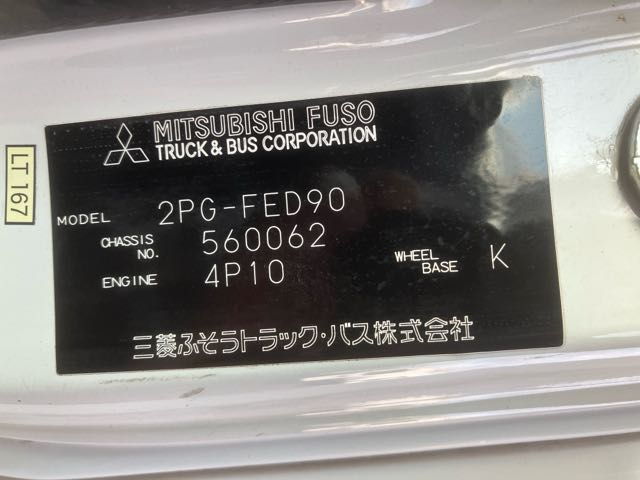 MITSUBISHI FUSO
TRUCK & BUS CORPORATION
LT 167
MODEL 2PG-FED90
CHASSIS NO. 560062
ENGINE 4P10
WHEEL BASE K
三菱ふそうトラック・バス株式会社